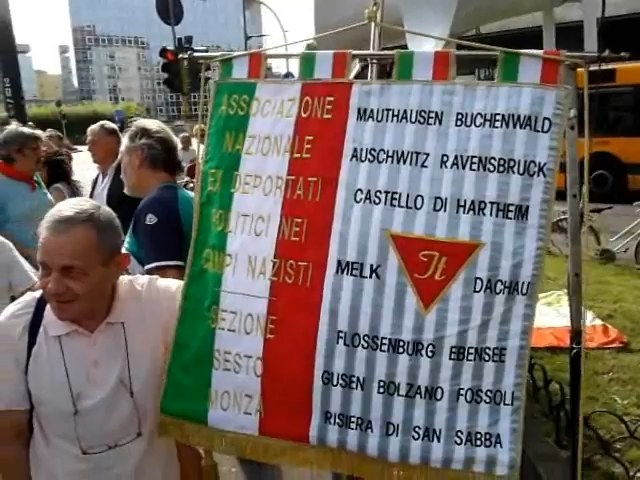 ASSOCIAZIONE
NAZIONALE
EX DEPORTATI
POLITICI NEI
CAMPI NAZISTI
SEZIONE
SESTO
MONZA
MAUTHAUSEN BUCHENWALD
AUSCHWITZ RAVENSBRUCK
CASTELLO DI HARTHEIM
MELK It DACHAU
FLOSSENBURG EBENSEE
GUSEN BOLZANO FOSSOLI
RISIERA DI SAN SABBA